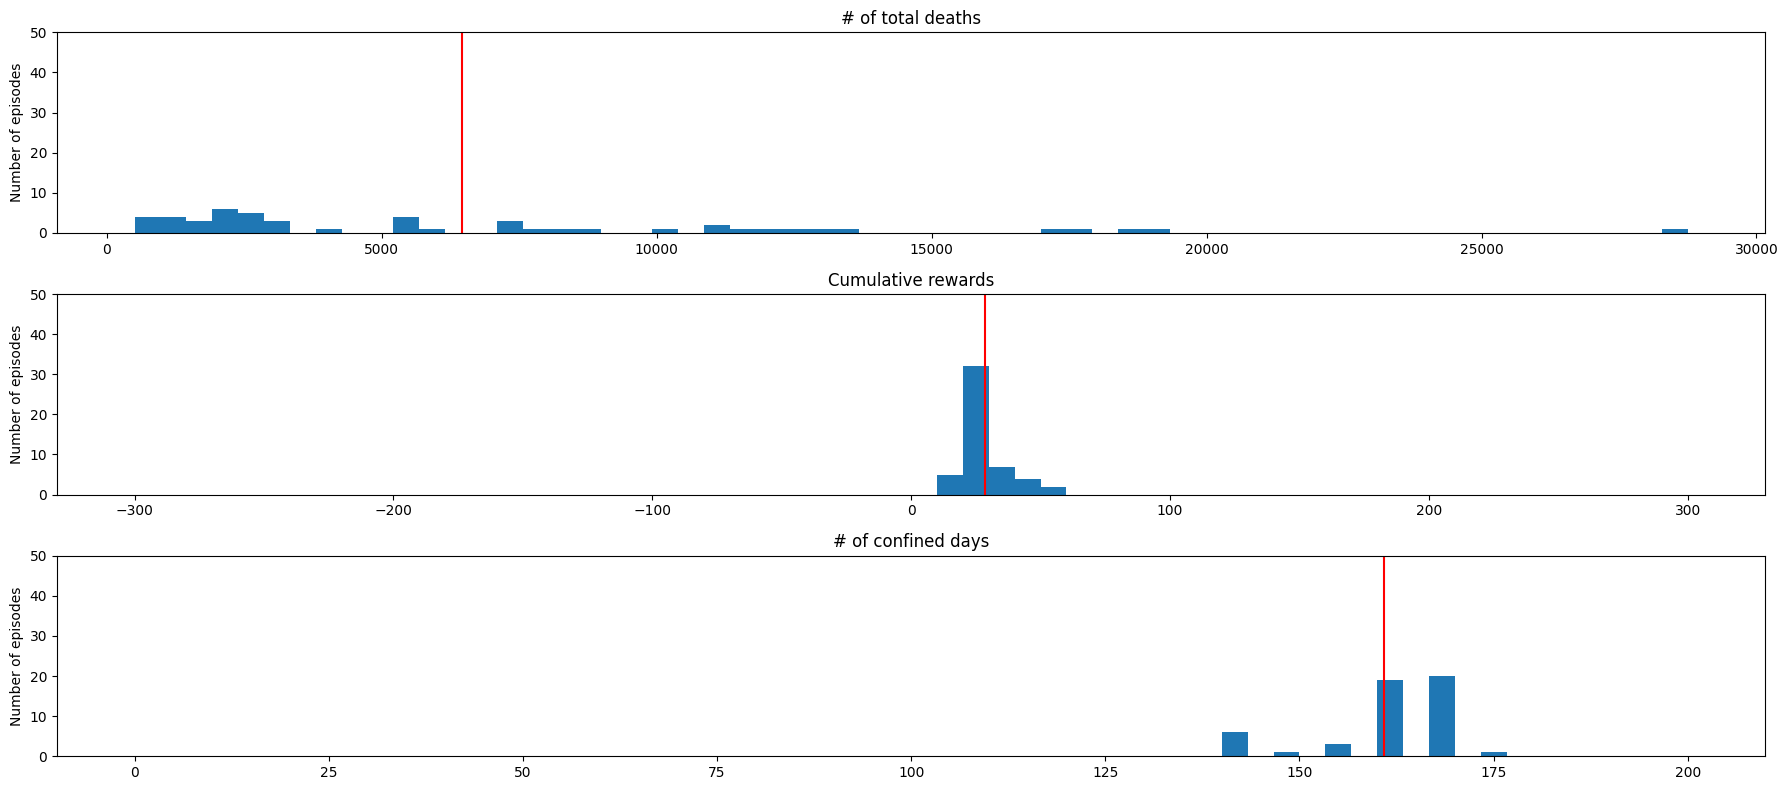 # of total deaths
Number of episodes
50
40
30
20
10
0
0 5000 10000 15000 20000 25000 30000
Cumulative rewards
Number of episodes
50
40
30
20
10
0
−300 −200 −100 0 100 200 300
# of confined days
Number of episodes
50
40
30
20
10
0
0 25 50 75 100 125 150 175 200